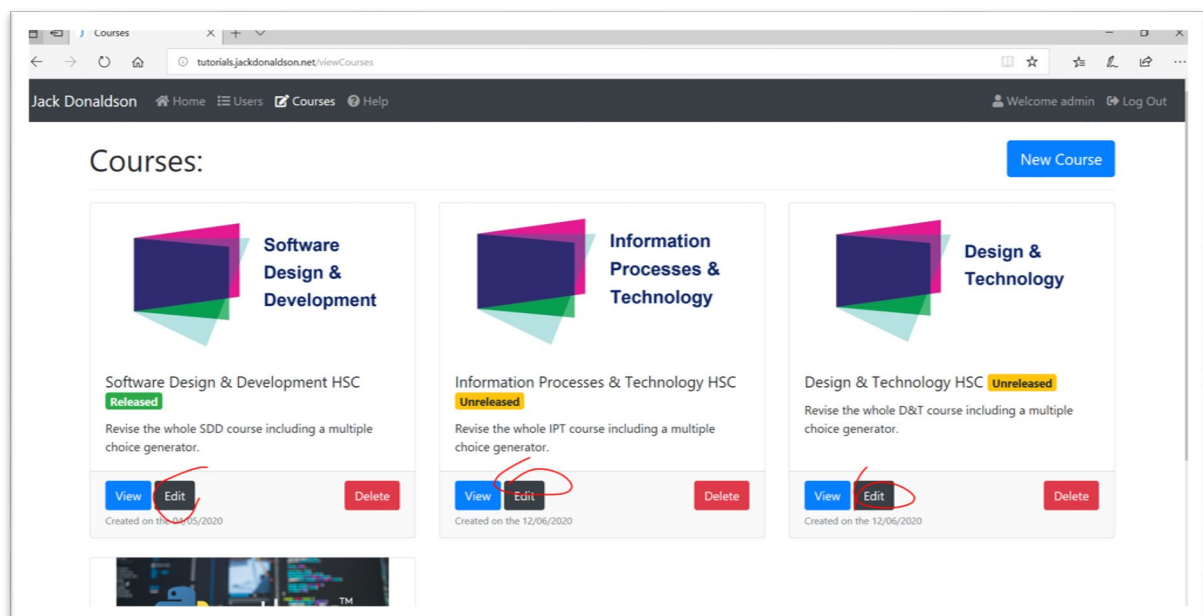 Courses
tutorials.jackdonaldson.net/viewCourses
Jack Donaldson Home Users Courses Help Welcome admin Log Out
Courses: New Course
Software
Design &
Development
Information
Processes &
Technology
Design &
Technology
Software Design & Development HSC
Released
Revise the whole SDD course including a multiple
choice generator.
View Edit Delete
Created on the 04/05/2020
Information Processes & Technology HSC
Unreleased
Revise the whole IPT course including a multiple
choice generator.
View Edit Delete
Created on the 12/06/2020
Design & Technology HSC Unreleased
Revise the whole D&T course including a multiple
choice generator.
View Edit Delete
Created on the 12/06/2020
TM